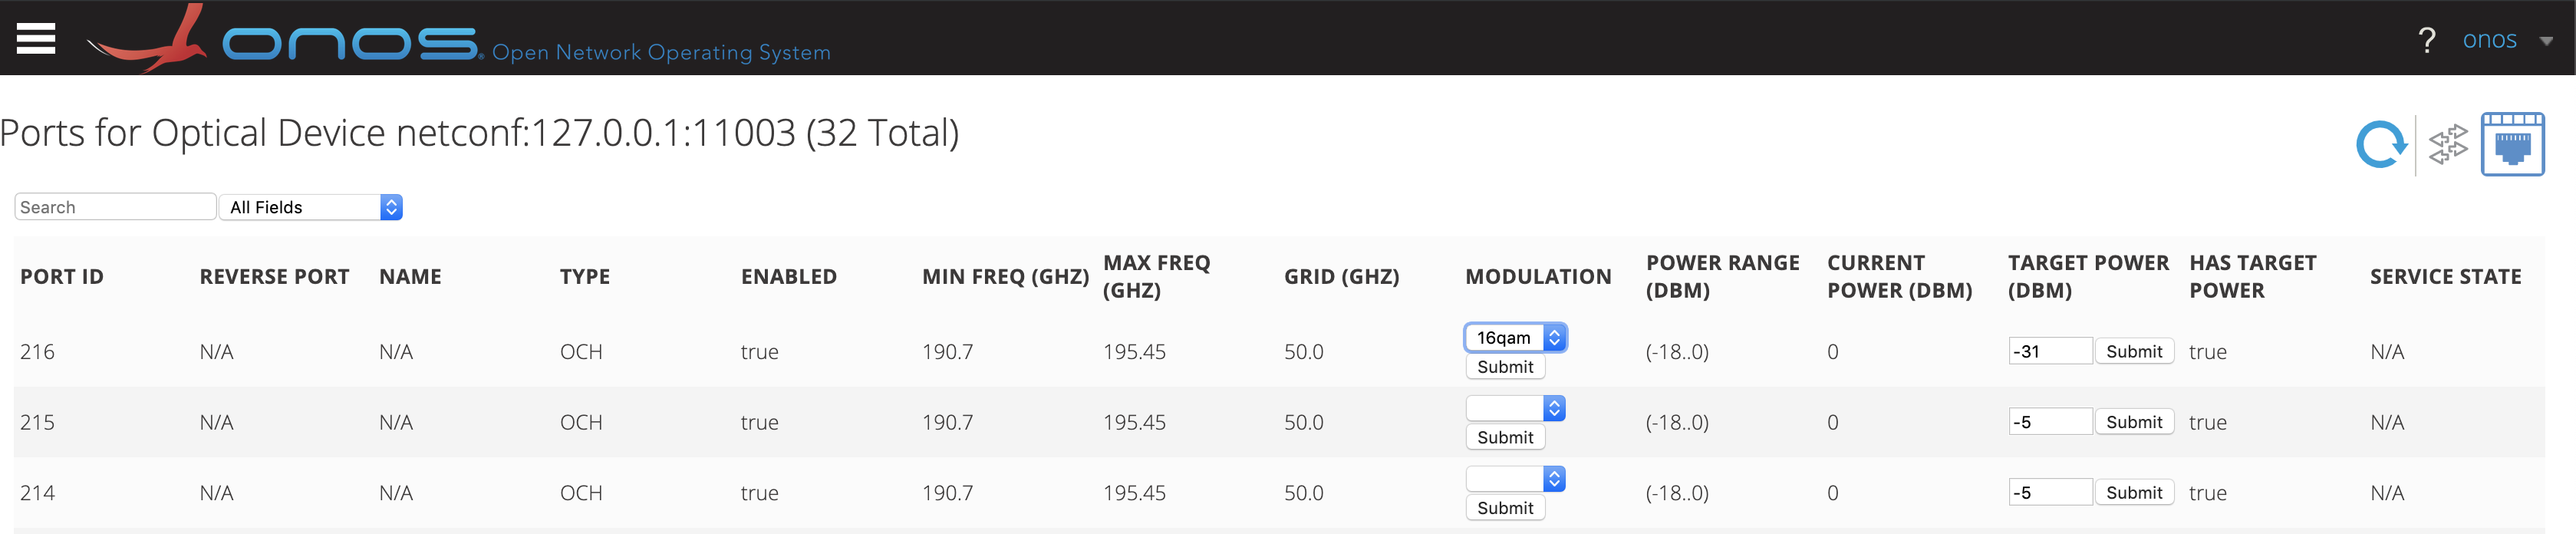 onos Open Network Operating System ? onos
Ports for Optical Device netconf:127.0.0.1:11003 (32 Total)
Search All Fields
PORT ID REVERSE PORT NAME TYPE ENABLED MIN FREQ (GHZ) MAX FREQ (GHZ) GRID (GHZ) MODULATION POWER RANGE (DBM) CURRENT POWER (DBM) TARGET POWER (DBM) HAS TARGET POWER SERVICE STATE
216 N/A N/A OCH true 190.7 195.45 50.0 16qam Submit (-18..0) 0 -31 Submit true N/A
215 N/A N/A OCH true 190.7 195.45 50.0 Submit (-18..0) 0 -5 Submit true N/A
214 N/A N/A OCH true 190.7 195.45 50.0 Submit (-18..0) 0 -5 Submit true N/A